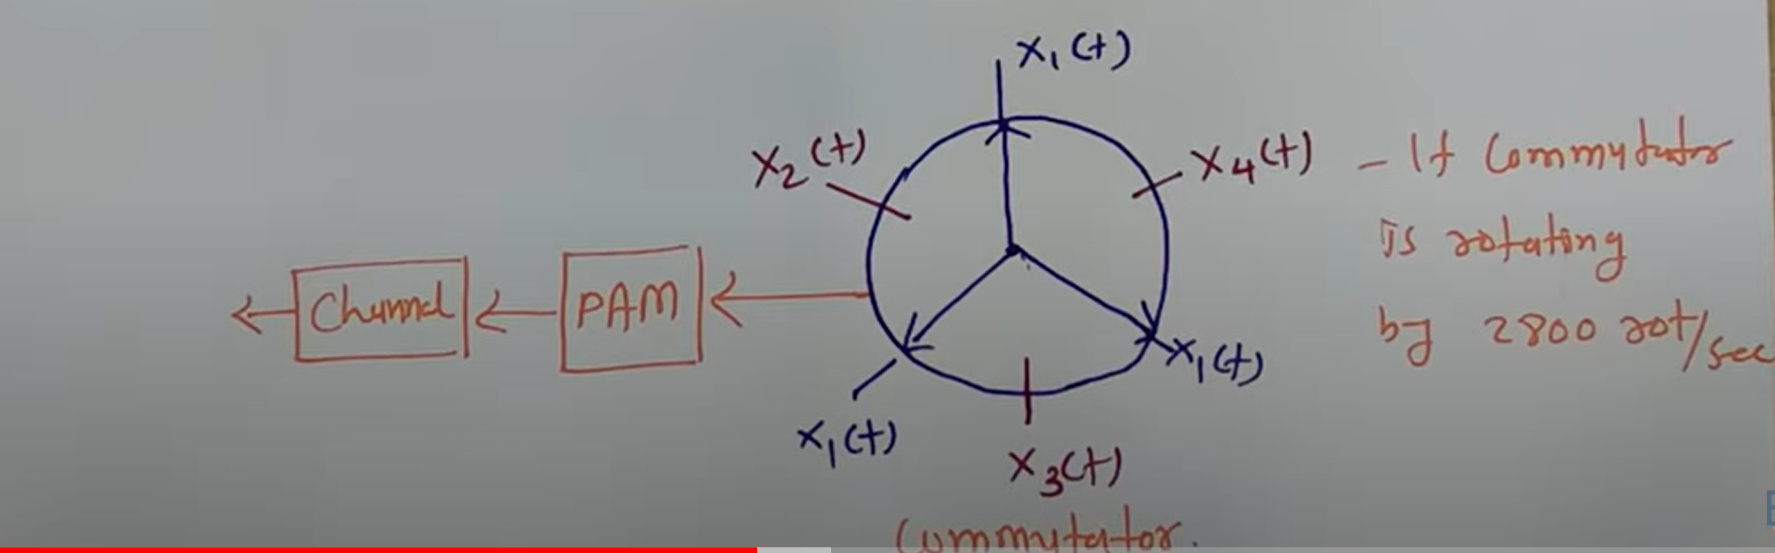 x₁(t)
x₂(t)
x₄(t)
- If Commutator
is rotating
by 2800 rot/sec
Channel
PAM
x₁(t)
x₁(t)
x₃(t)
Commutator.